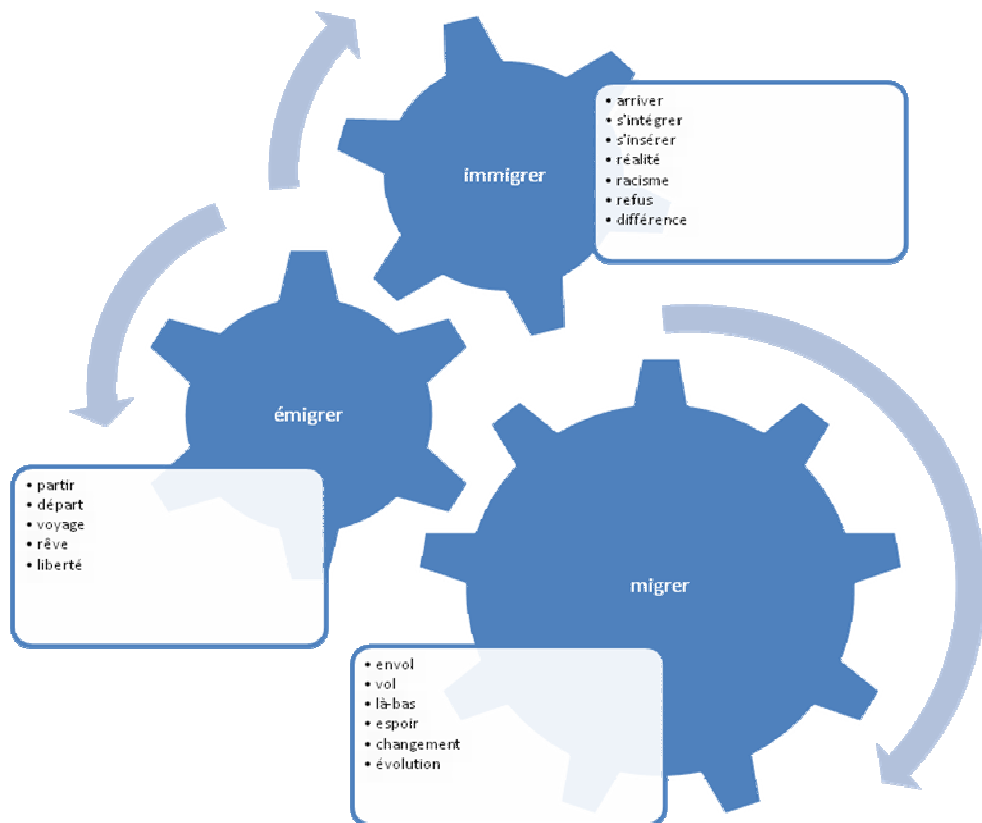 immigrer
• arriver
• s'intégrer
• s'insérer
• réalité
• racisme
• refus
• différence
émigrer
• partir
• départ
• voyage
• rêve
• liberté
migrer
• envol
• vol
• là-bas
• espoir
• changement
• évolution